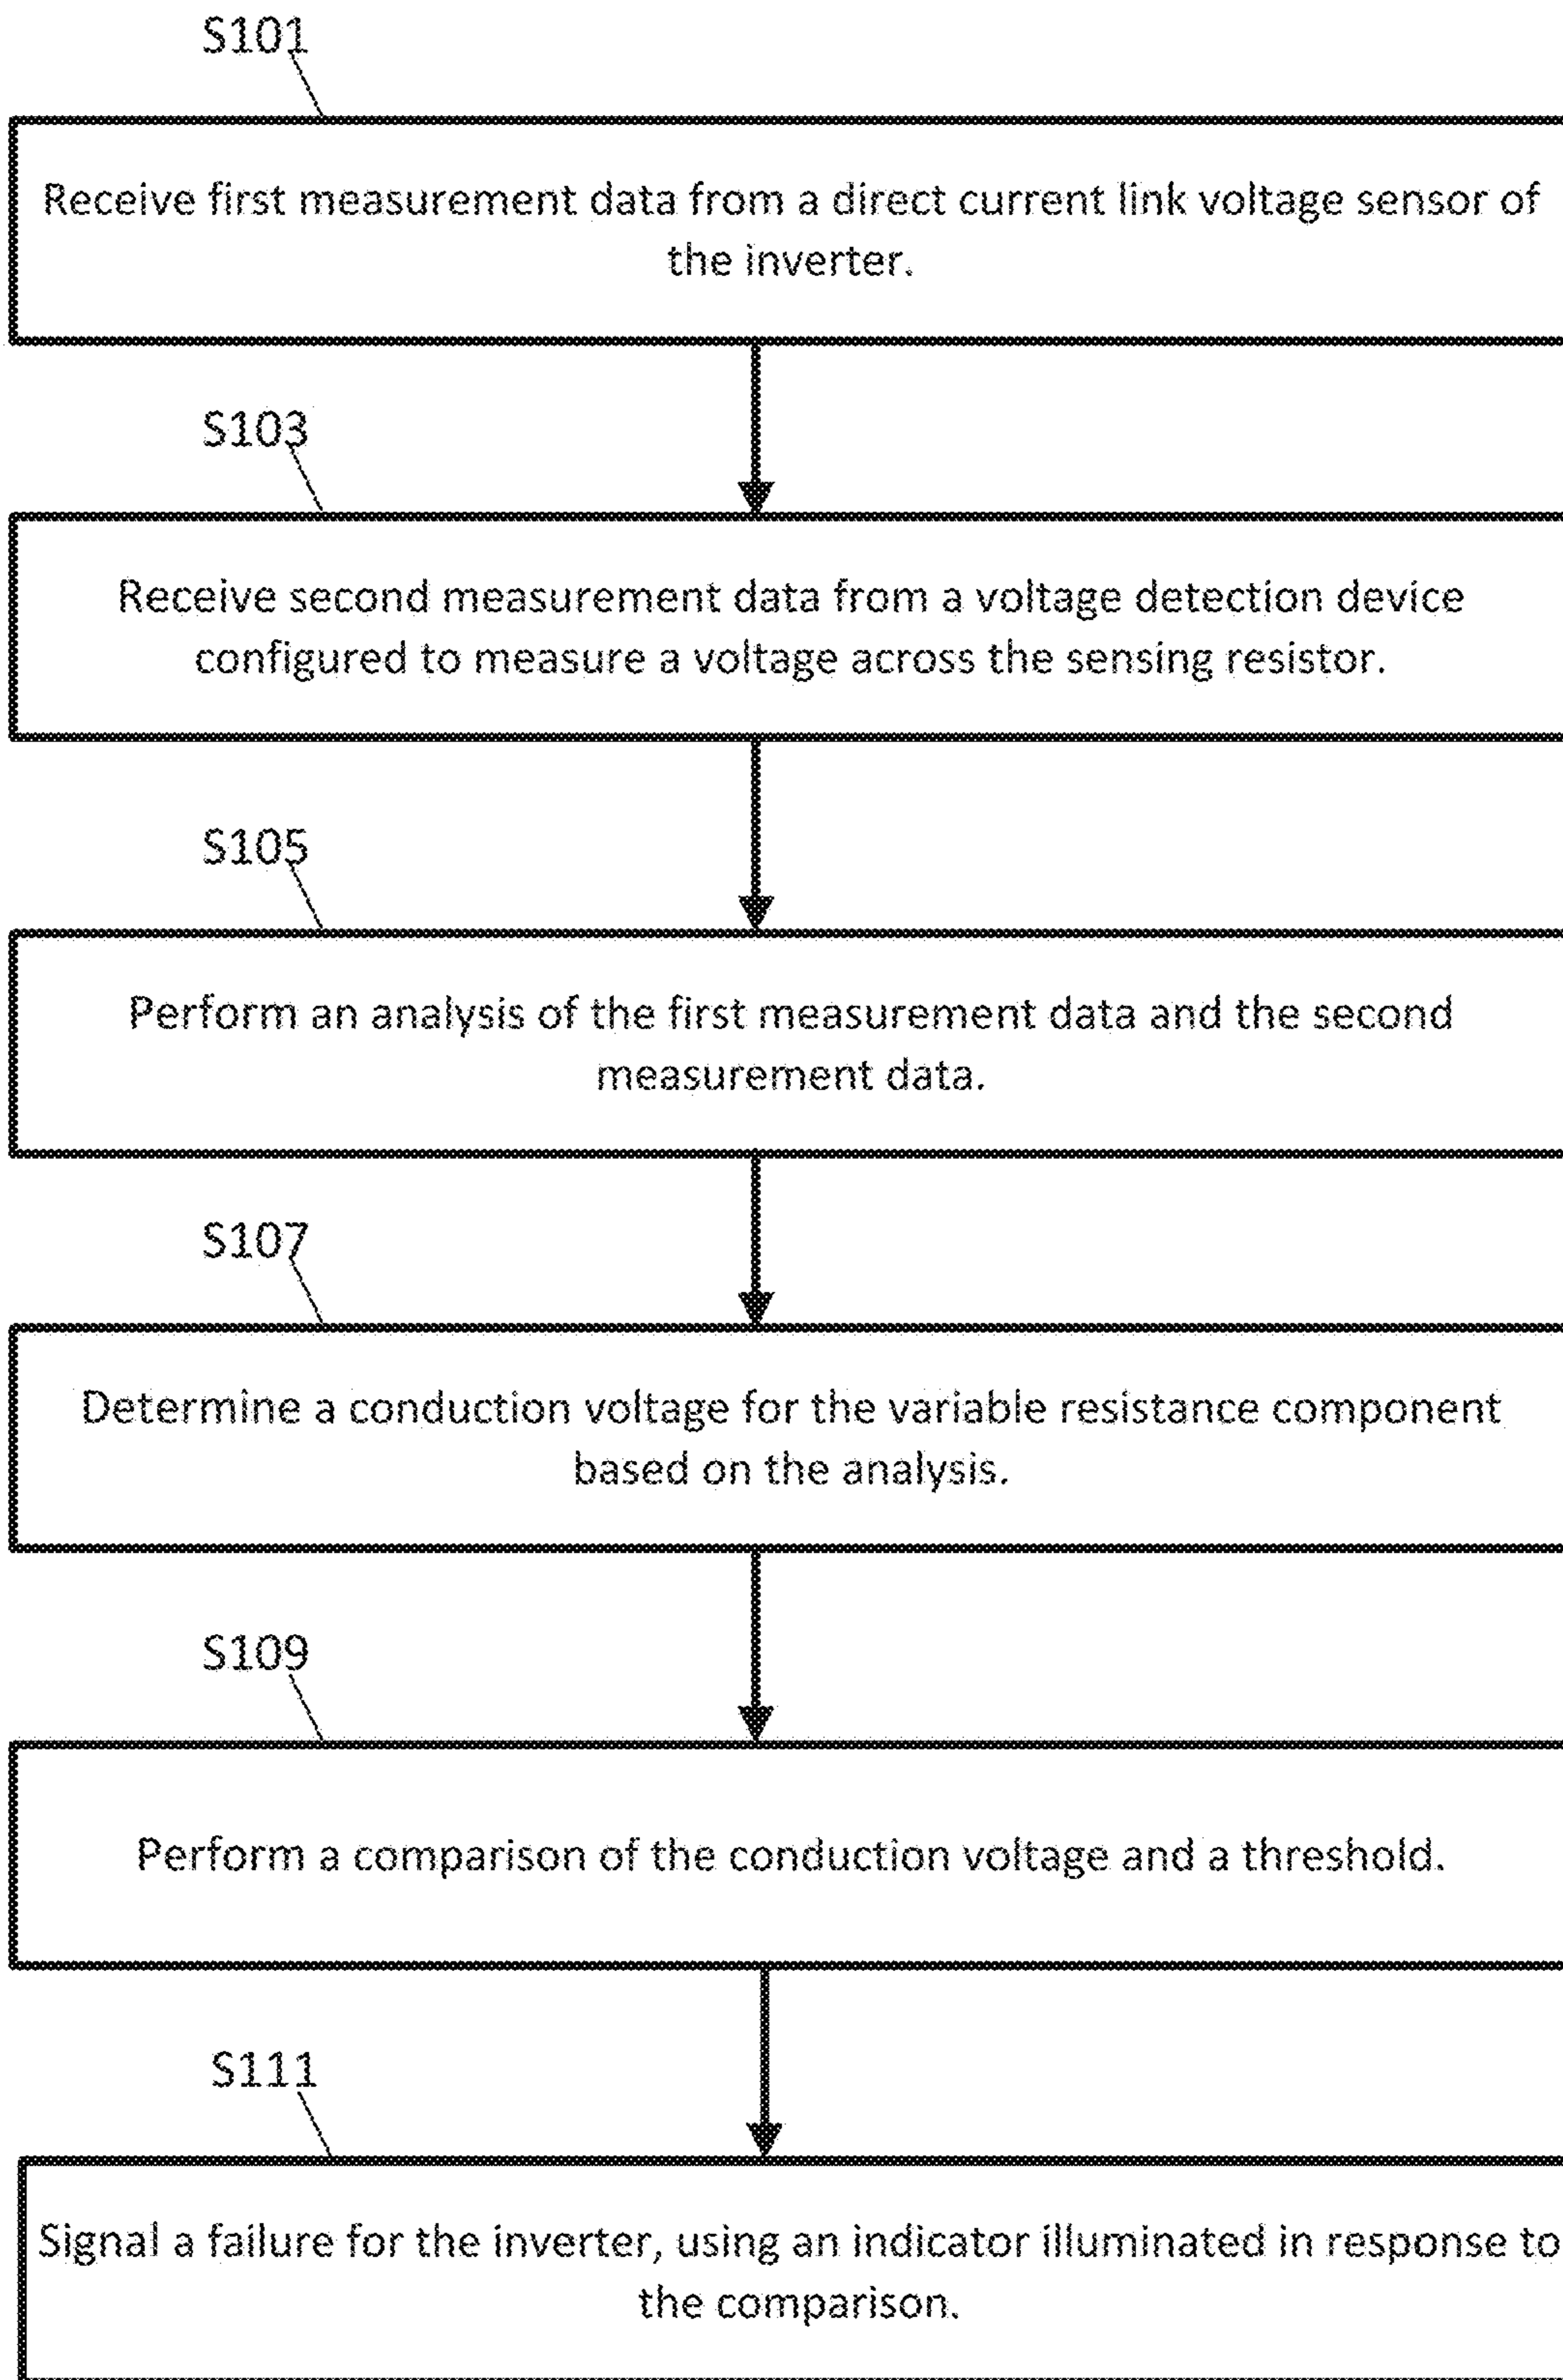 S101
Receive first measurement data from a direct current link voltage sensor of
the inverter.
S103
Receive second measurement data from a voltage detection device
configured to measure a voltage across the sensing resistor.
S105
Perform an analysis of the first measurement data and the second
measurement data.
S107
Determine a conduction voltage for the variable resistance component
based on the analysis.
S109
Perform a comparison of the conduction voltage and a threshold.
S111
Signal a failure for the inverter, using an indicator illuminated in response to
the comparison.